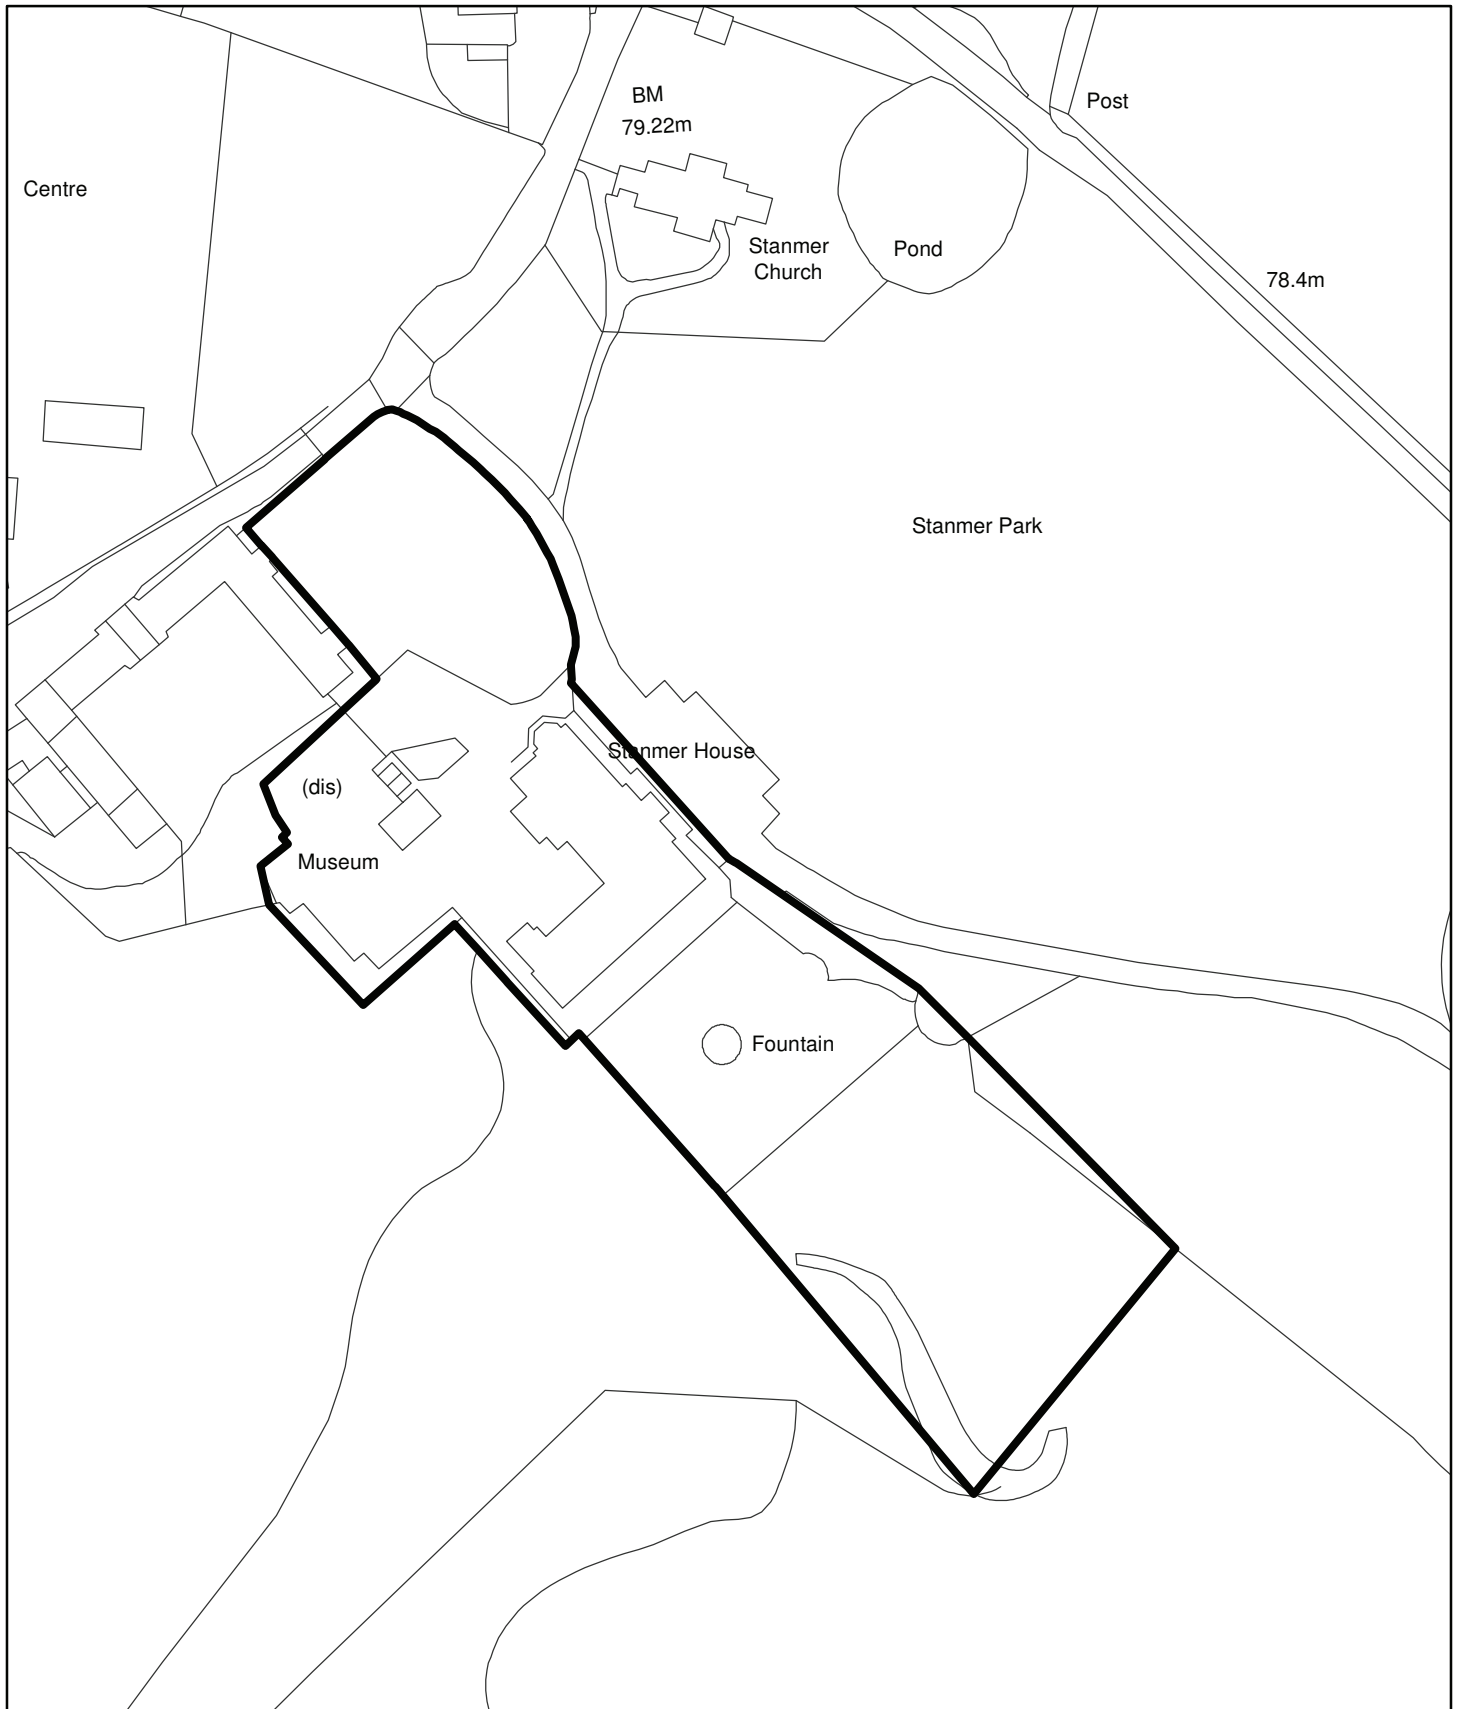 BM
79.22m
Post
Centre
Stanmer
Church
Pond
78.4m
Stanmer Park
Stanmer House
(dis)
Museum
Fountain